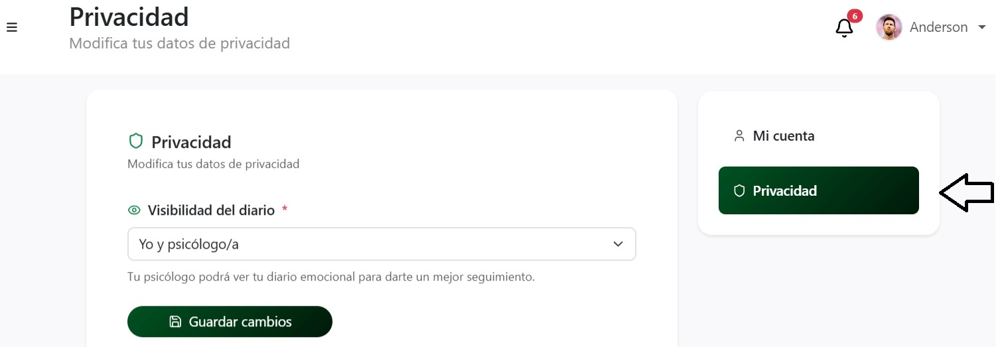 Privacidad
Modifica tus datos de privacidad
6
Anderson
Privacidad
Modifica tus datos de privacidad
Visibilidad del diario *
Yo y psicólogo/a
Tu psicólogo podrá ver tu diario emocional para darte un mejor seguimiento.
Guardar cambios
Mi cuenta
Privacidad